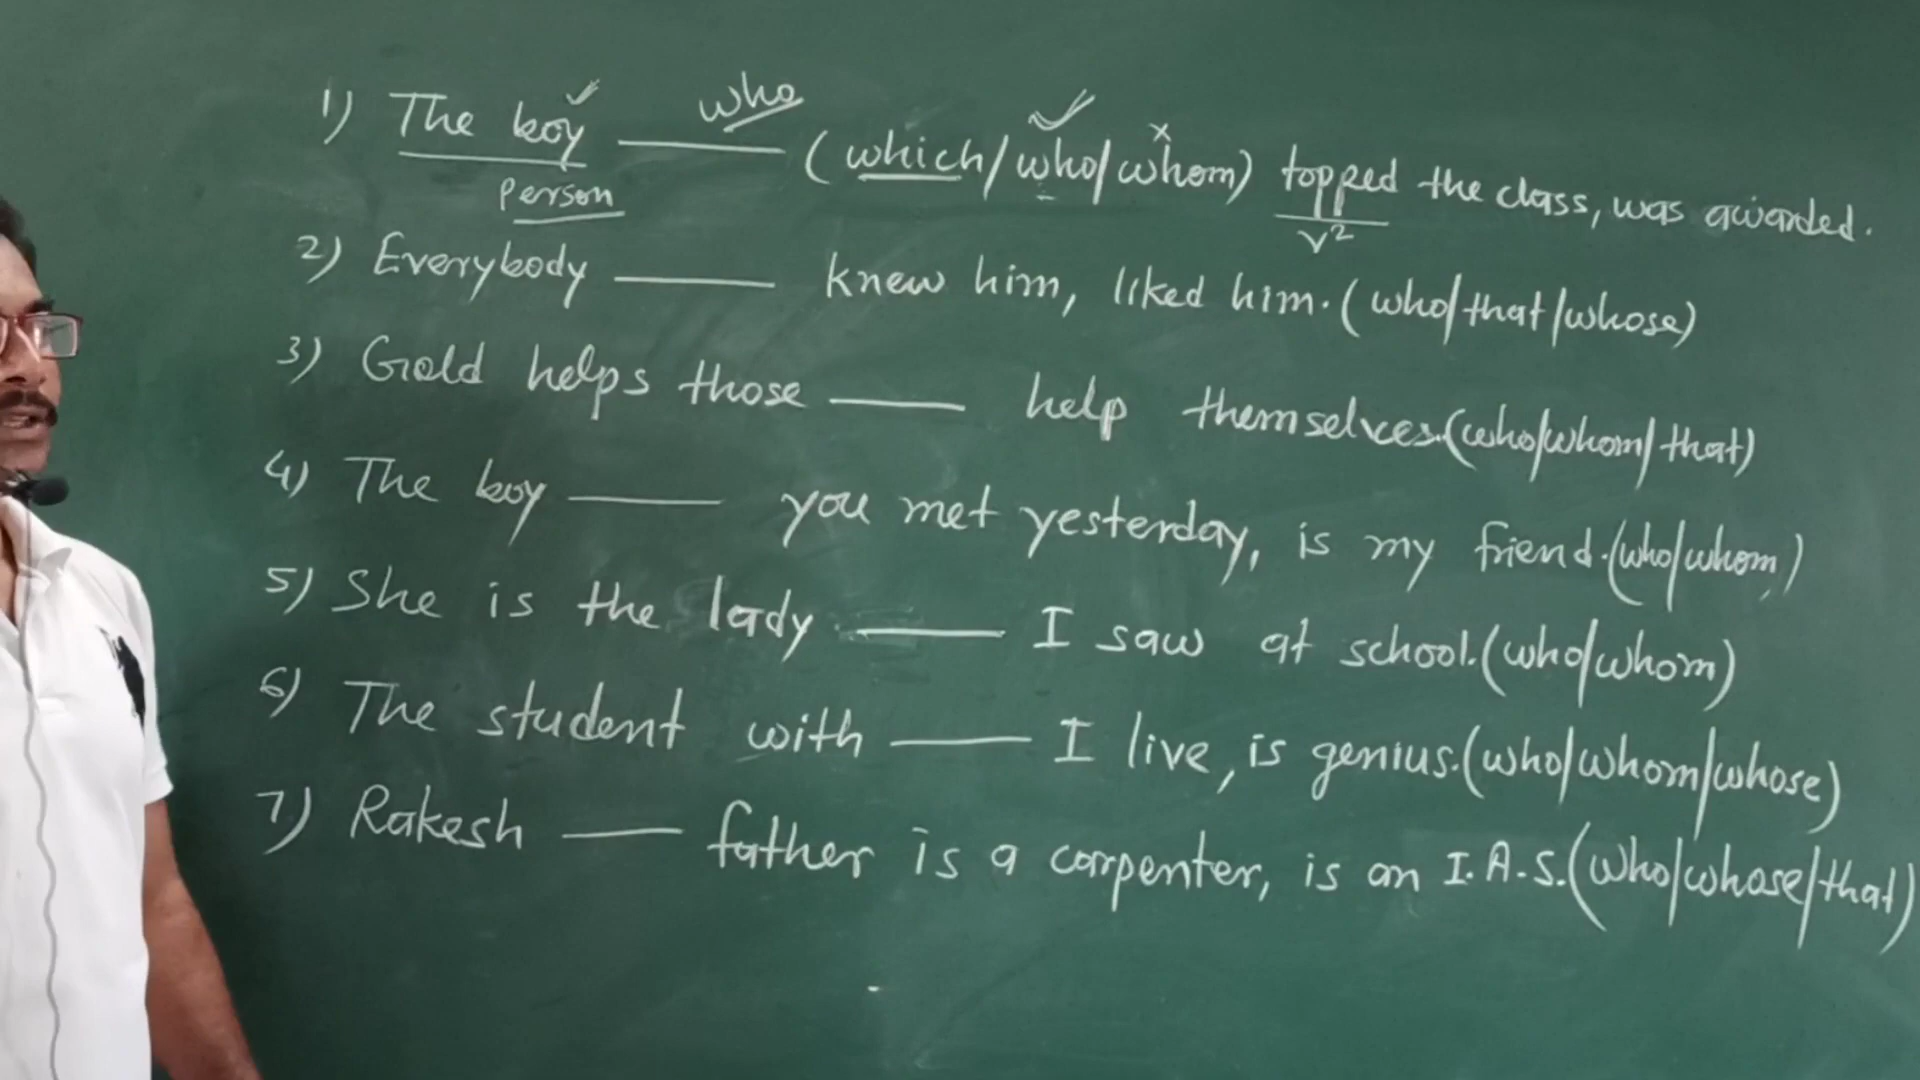 1) The boy ✓ who ____ (which/who ✓/whom ×) topped the class, was awarded.
person V²
2) Everybody ____ knew him, liked him. (who/that/whose)
3) Gold helps those ____ help themselves. (who/whom/that)
4) The boy ____ you met yesterday, is my friend. (who/whom)
5) She is the lady ____ I saw at school. (who/whom)
6) The student with ____ I live, is genius. (who/whom/whose)
7) Rakesh ____ father is a carpenter, is an I.A.S. (who/whose/that)